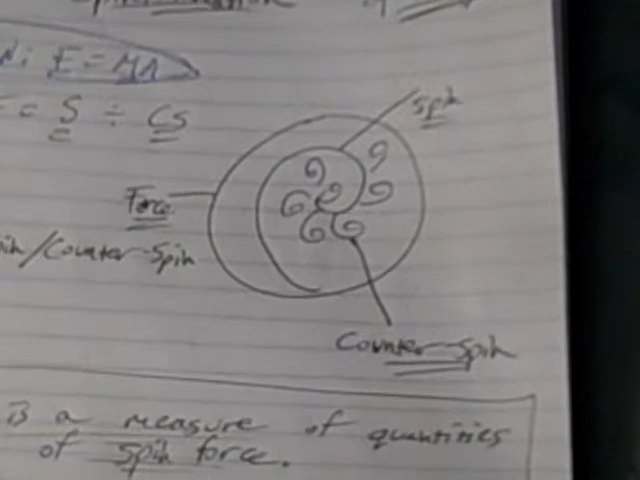 F = MA
= S ÷ CS
Spin
Force
/Counter-Spin
Counter-Spin
is a measure of quantities
of spin force.